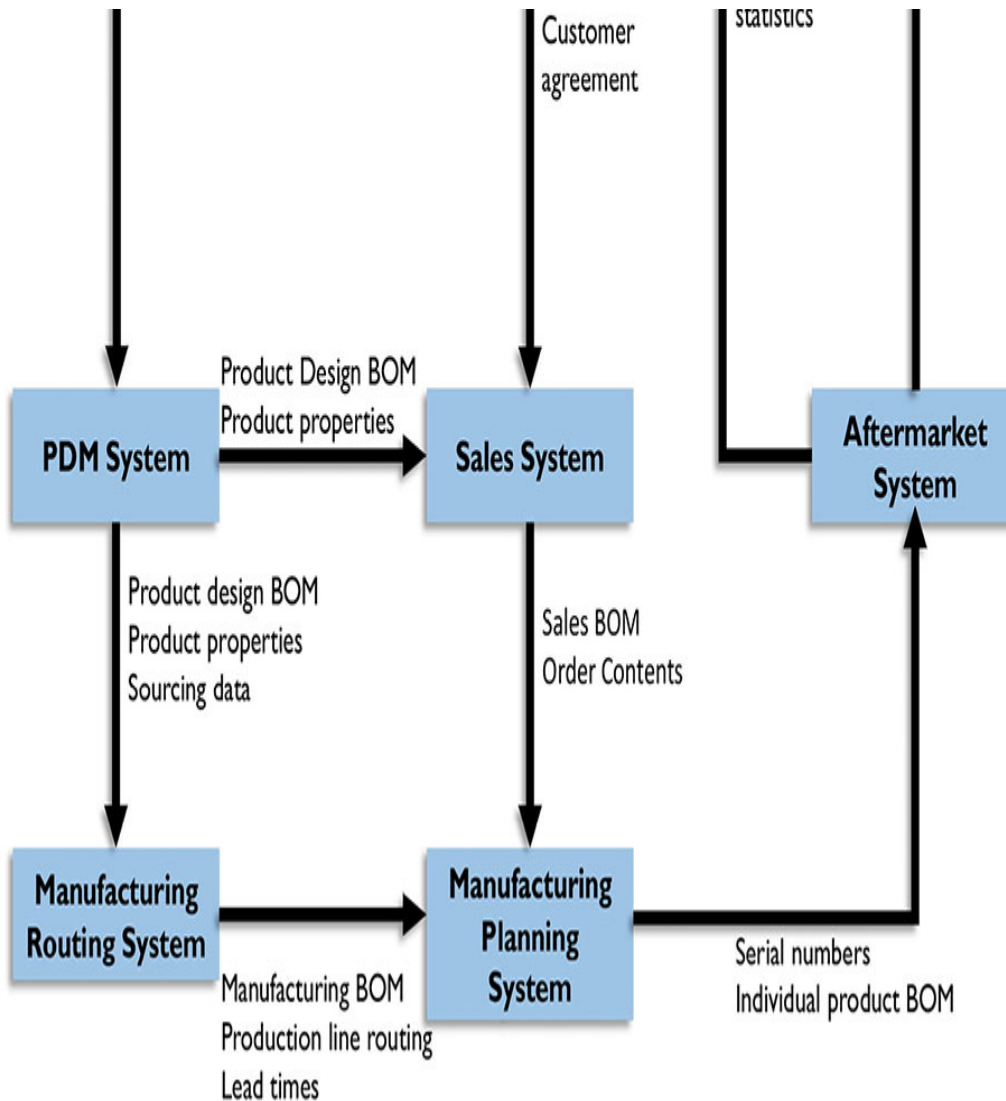 statistics
Customer
agreement
Product Design BOM
Product properties
PDM System
Sales System
Aftermarket
System
Product design BOM
Product properties
Sourcing data
Sales BOM
Order Contents
Manufacturing
Routing System
Manufacturing
Planning
System
Manufacturing BOM
Production line routing
Lead times
Serial numbers
Individual product BOM